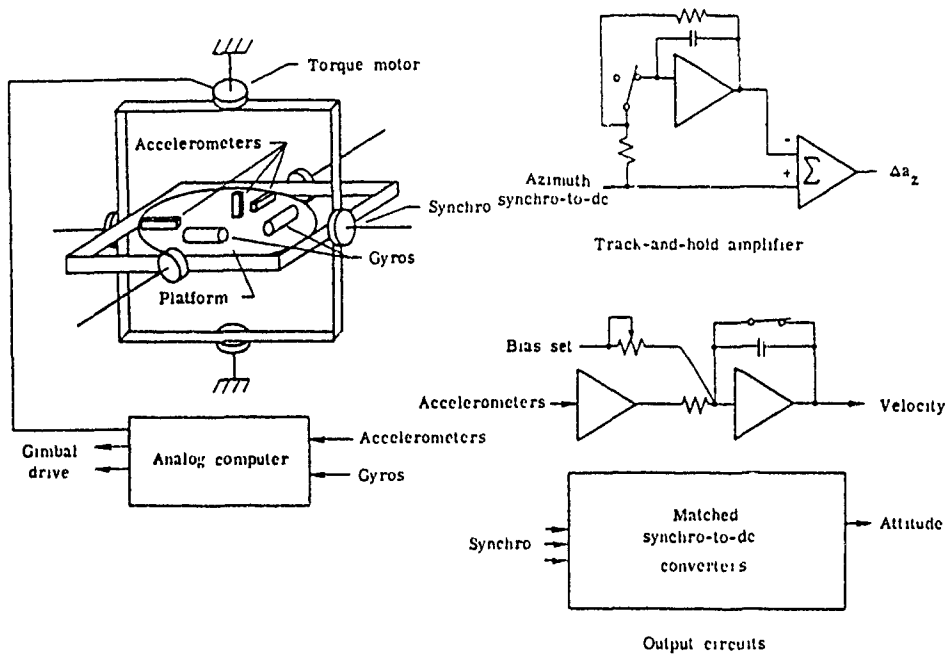 Torque motor
Accelerometers
Synchro
Gyros
Platform
Gimbal
drive
Analog computer
Accelerometers
Gyros
-
+
Σ
Δa_z
Azimuth
synchro-to-dc
Track-and-hold amplifier
Bias set
Accelerometers
Velocity
Synchro
Matched
synchro-to-dc
converters
Attitude
Output circuits